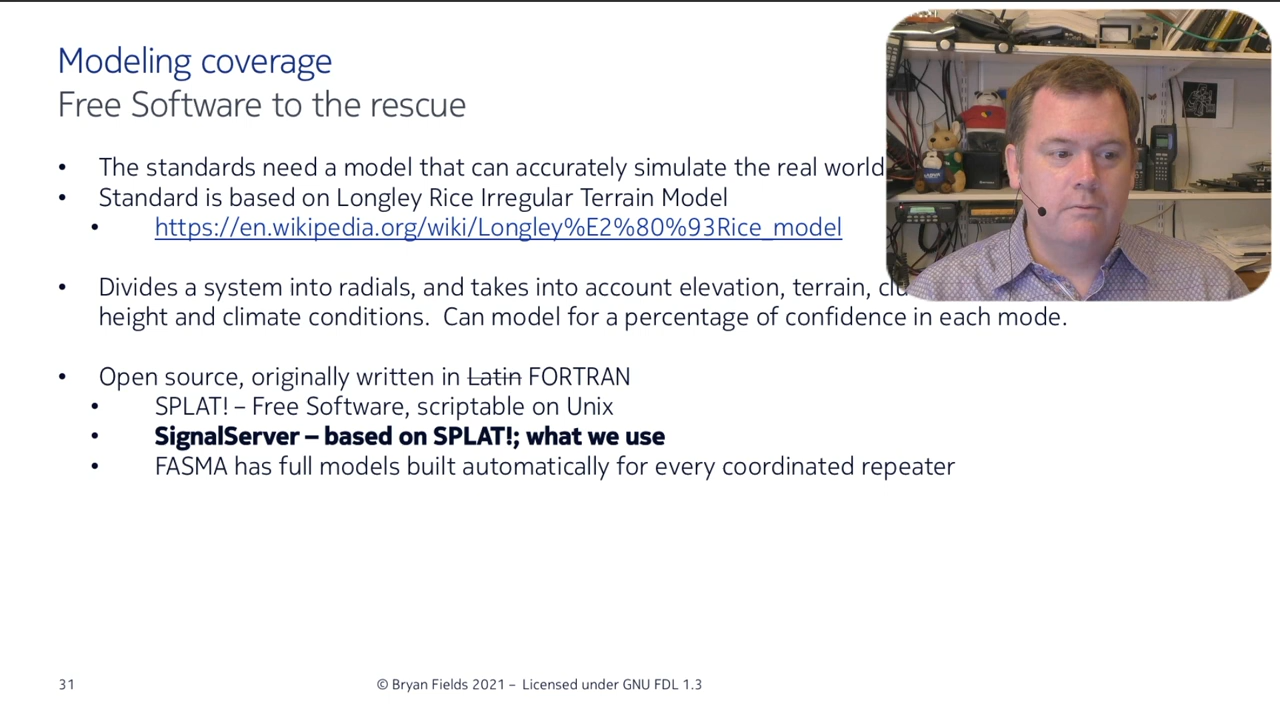 Modeling coverage
Free Software to the rescue
• The standards need a model that can accurately simulate the real world
• Standard is based on Longley Rice Irregular Terrain Model
• https://en.wikipedia.org/wiki/Longley%E2%80%93Rice_model
• Divides a system into radials, and takes into account elevation, terrain,
height and climate conditions. Can model for a percentage of confidence in each mode.
• Open source, originally written in Latin FORTRAN
• SPLAT! – Free Software, scriptable on Unix
• SignalServer – based on SPLAT!; what we use
• FASMA has full models built automatically for every coordinated repeater
31
© Bryan Fields 2021 – Licensed under GNU FDL 1.3